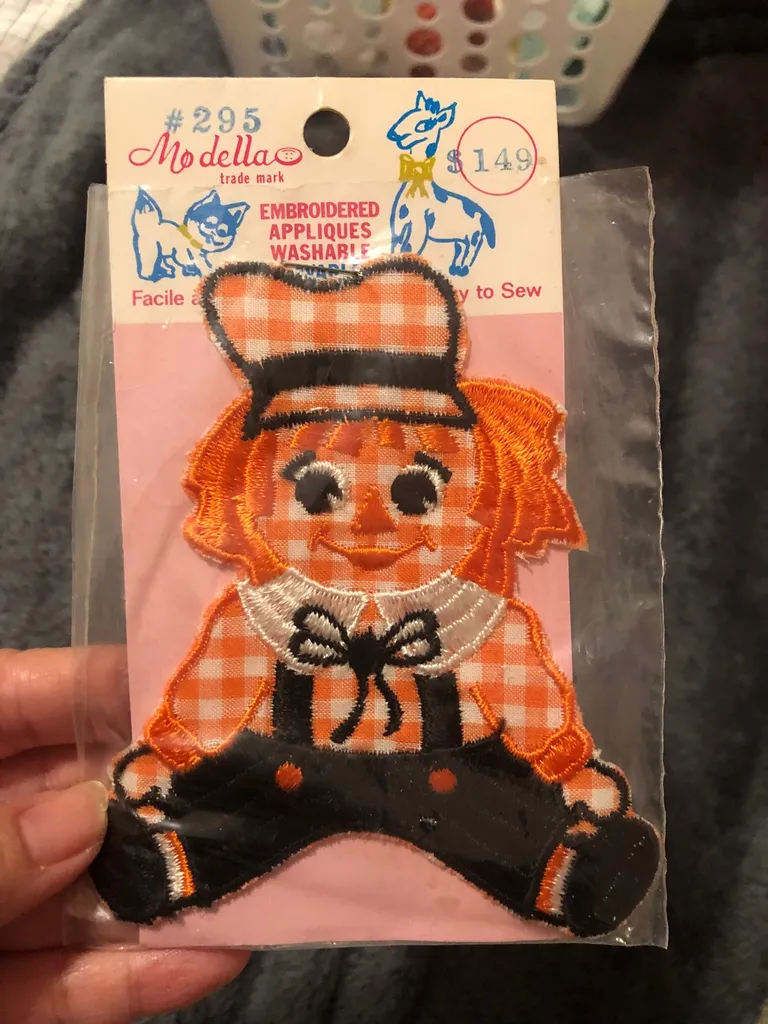 #295
Modella
trade mark
$149
EMBROIDERED
APPLIQUES
WASHABLE
Facile
to Sew